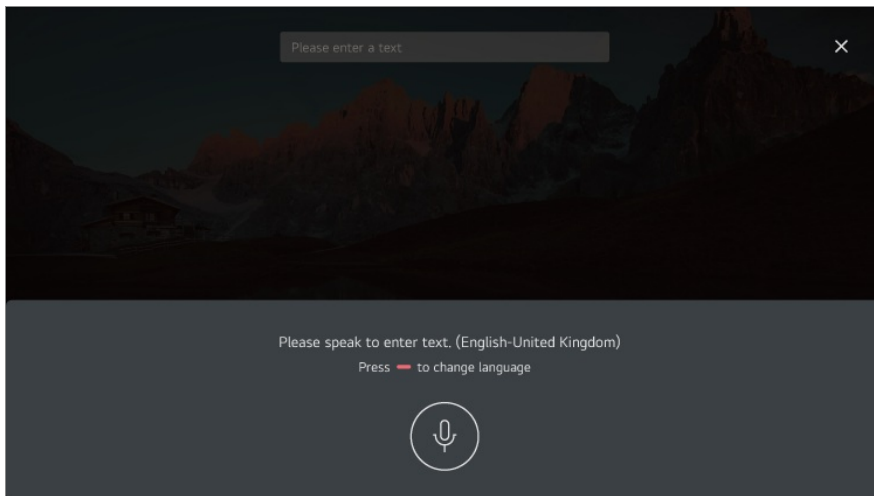 Please enter a text
Please speak to enter text. (English-United Kingdom)
Press to change language